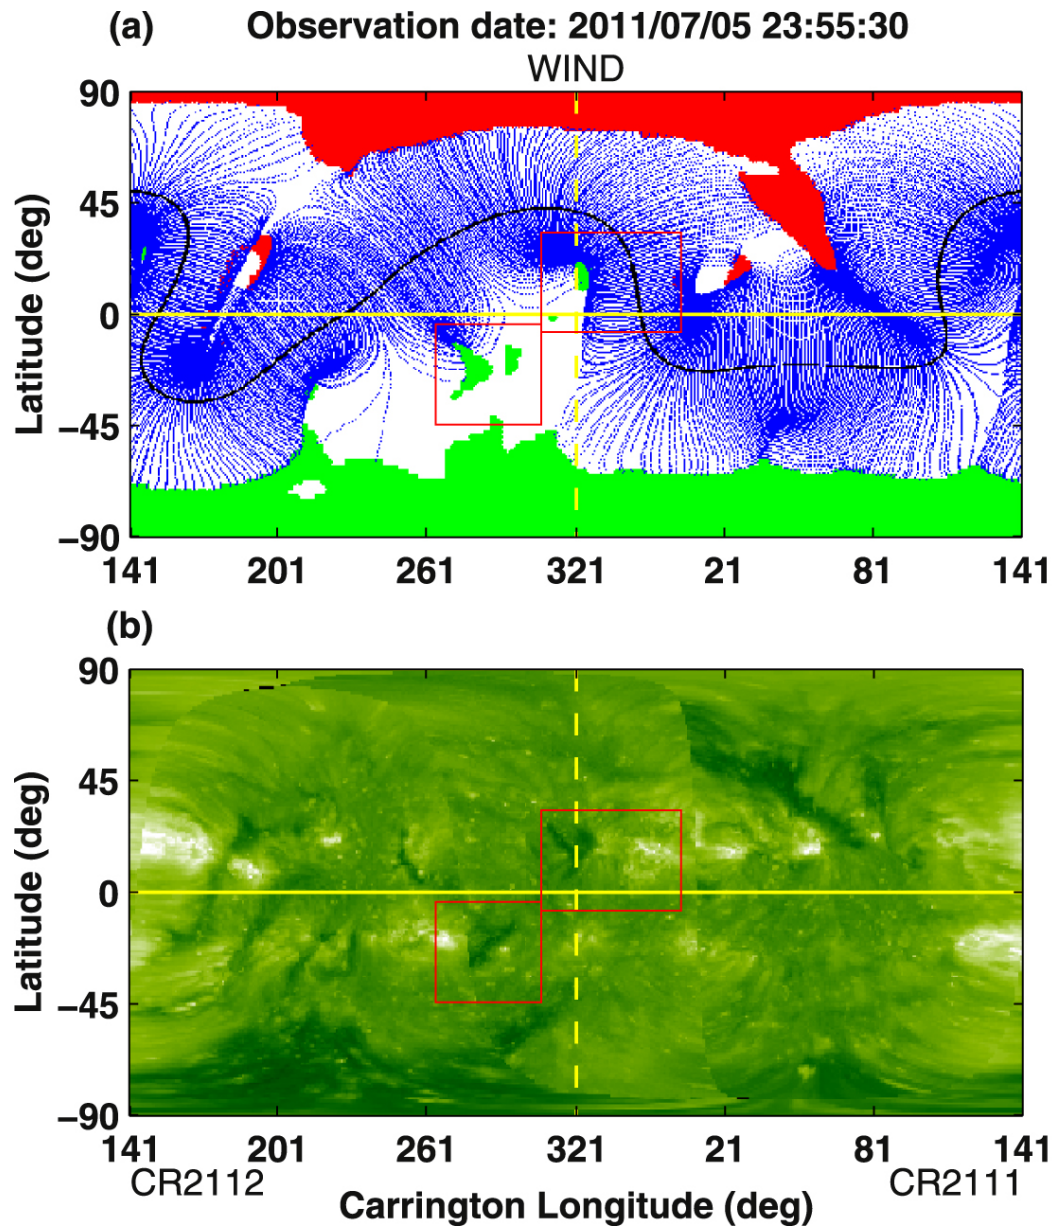 (a) Observation date: 2011/07/05 23:55:30
WIND
90
45
0
−45
−90
Latitude (deg)
141 201 261 321 21 81 141
(b)
90
45
0
−45
−90
Latitude (deg)
141 201 261 321 21 81 141
CR2112 CR2111
Carrington Longitude (deg)